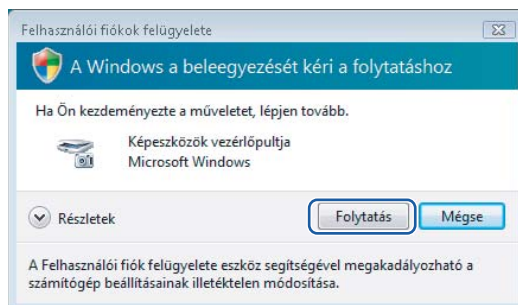 Felhasználói fiókok felügyelete
A Windows a beleegyezését kéri a folytatáshoz
Ha Ön kezdeményezte a műveletet, lépjen tovább.
Képeszközök vezérlőpultja
Microsoft Windows
Részletek
Folytatás
Mégse
A Felhasználói fiók felügyelete eszköz segítségével megakadályozható a
számítógép beállításainak illetéktelen módosítása.